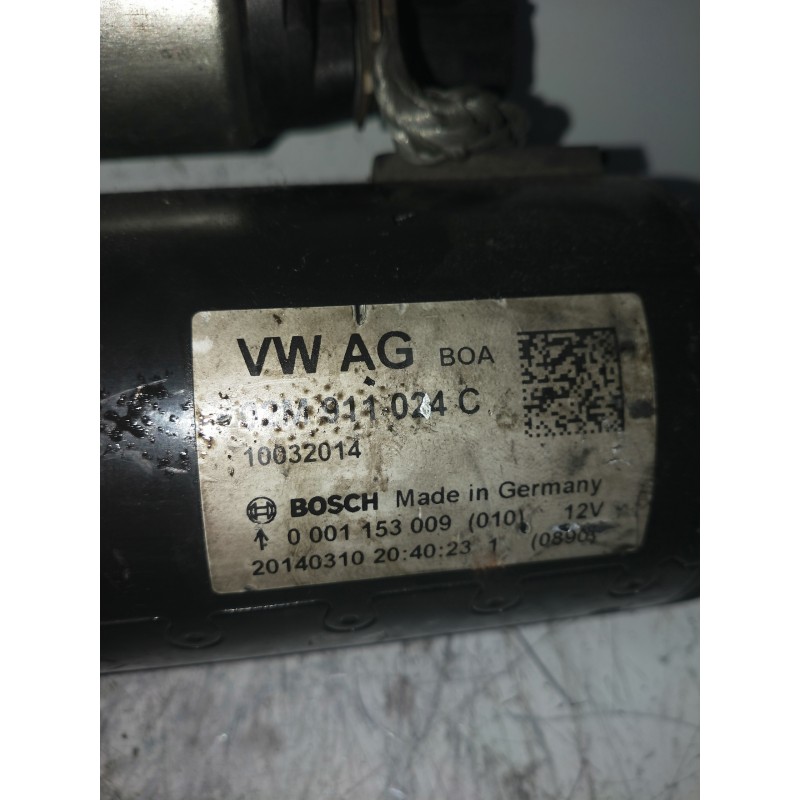 VW AG BOA
911 024 C
10032014
BOSCH Made in Germany
0 001 153 009 (010) 12V
20140310 20:40:23 1 (0890)